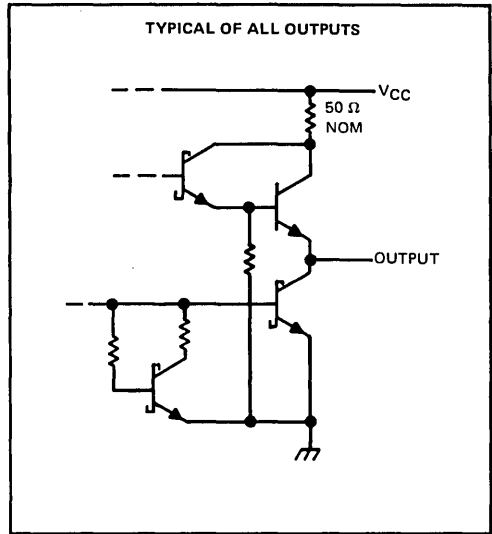 TYPICAL OF ALL OUTPUTS
VCC
50 Ω
NOM
OUTPUT